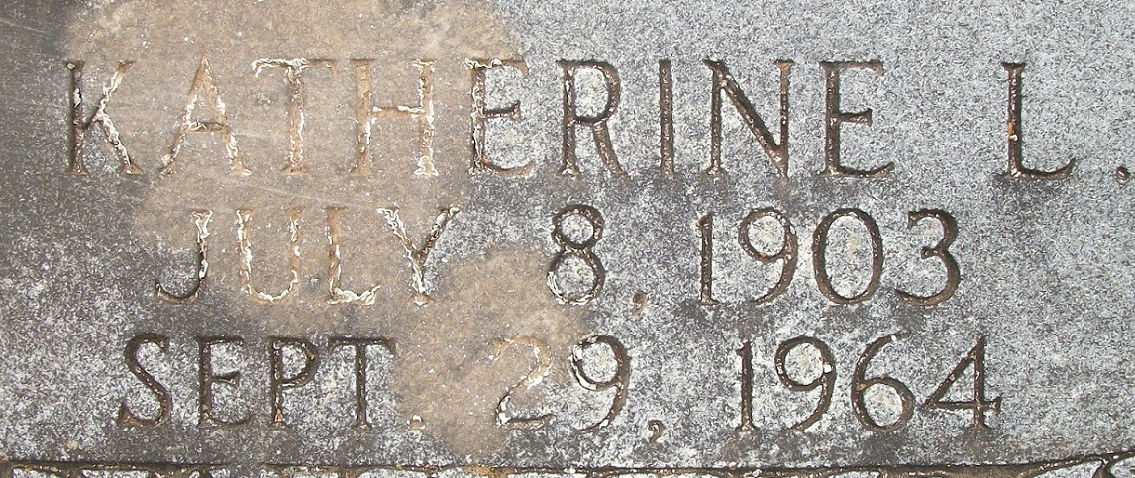 KATHERINE L.
JULY 8, 1903
SEPT. 29, 1964